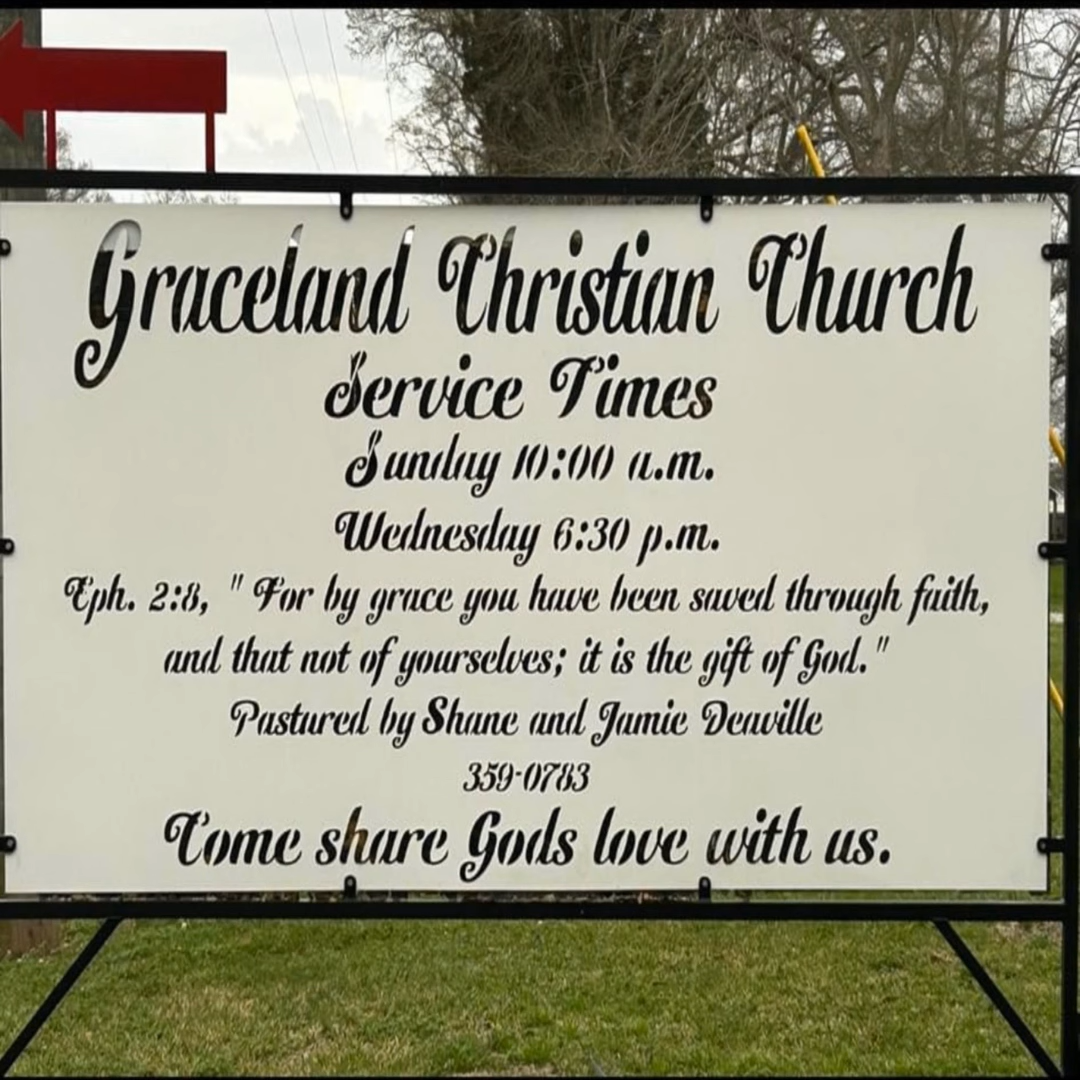 Graceland Christian Church
Service Times
Sunday 10:00 a.m.
Wednesday 6:30 p.m.
Eph. 2:8, " For by grace you have been saved through faith,
and that not of yourselves; it is the gift of God."
Pastured by Shane and Jamie Deaville
359-0783
Come share Gods love with us.